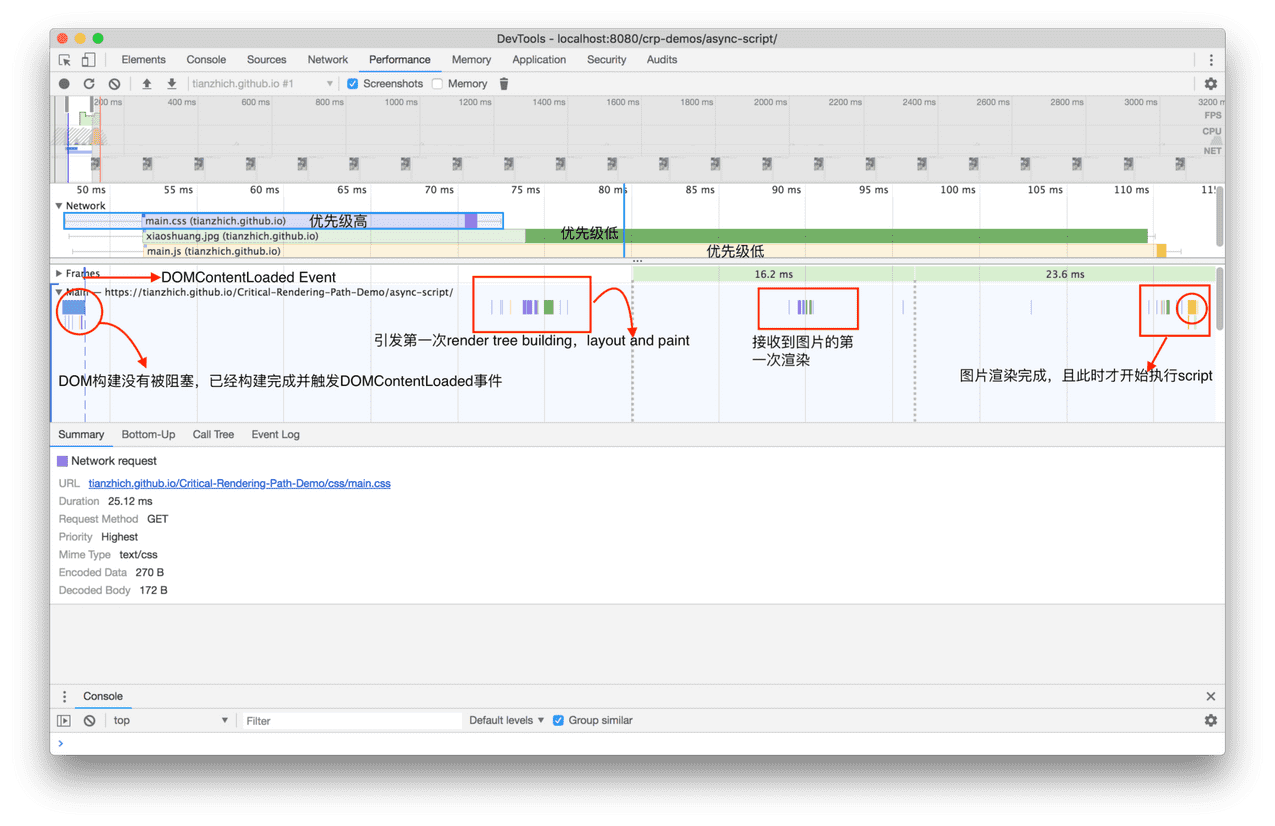 DevTools - localhost:8080/crp-demos/async-script/
Elements Console Sources Network Performance Memory Application Security Audits
tianzhich.github.io #1 Screenshots Memory
200 ms 400 ms 600 ms 800 ms 1000 ms 1200 ms 1400 ms 1600 ms 1800 ms 2000 ms 2200 ms 2400 ms 2600 ms 2800 ms 3000 ms 3200 m
FPS
CPU
NET
50 ms 55 ms 60 ms 65 ms 70 ms 75 ms 80 ms 85 ms 90 ms 95 ms 100 ms 105 ms 110 ms 115
Network
main.css (tianzhich.github.io) 优先级高
xiaoshuang.jpg (tianzhich.github.io) 优先级低
main.js (tianzhich.github.io) 优先级低
Frames DOMContentLoaded Event 16.2 ms 23.6 ms
Main — https://tianzhich.github.io/Critical-Rendering-Path-Demo/async-script/
引发第一次render tree building，layout and paint
接收到图片的第
一次渲染
图片渲染完成，且此时才开始执行script
DOM构建没有被阻塞，已经构建完成并触发DOMContentLoaded事件
Summary Bottom-Up Call Tree Event Log
Network request
URL tianzhich.github.io/Critical-Rendering-Path-Demo/css/main.css
Duration 25.12 ms
Request Method GET
Priority Highest
Mime Type text/css
Encoded Data 270 B
Decoded Body 172 B
Console
top Filter Default levels Group similar